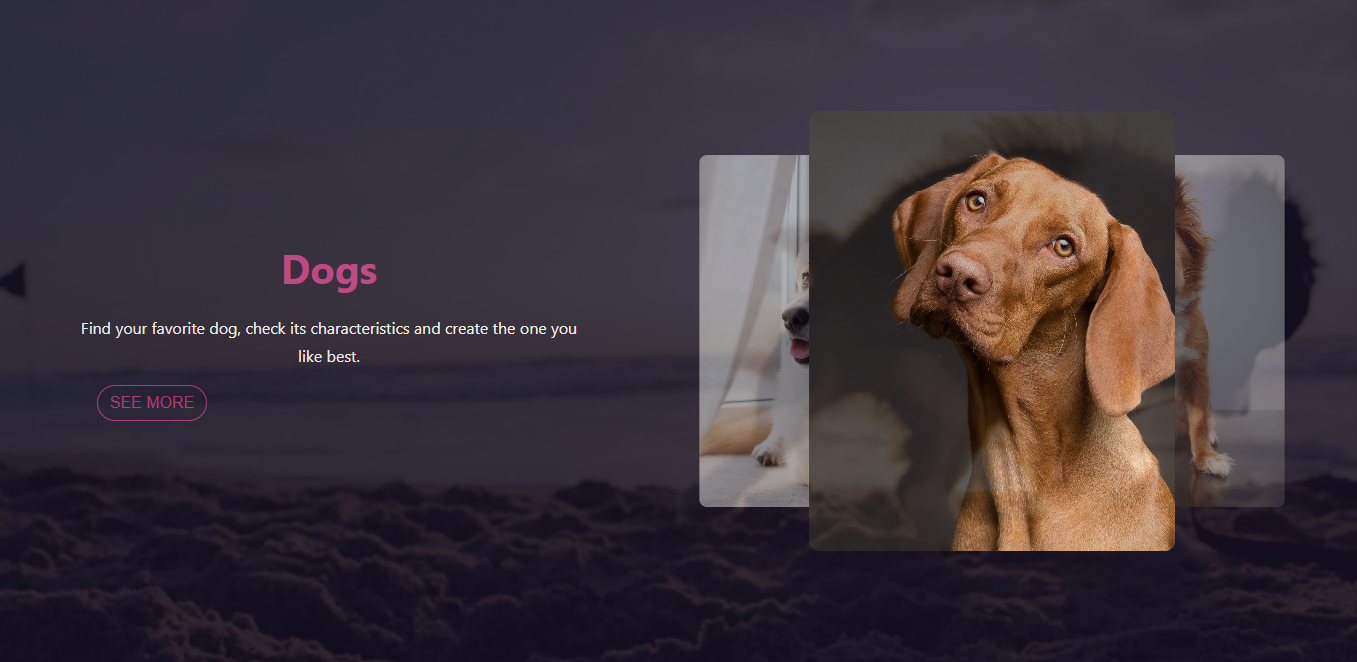 Dogs
Find your favorite dog, check its characteristics and create the one you
like best.
SEE MORE